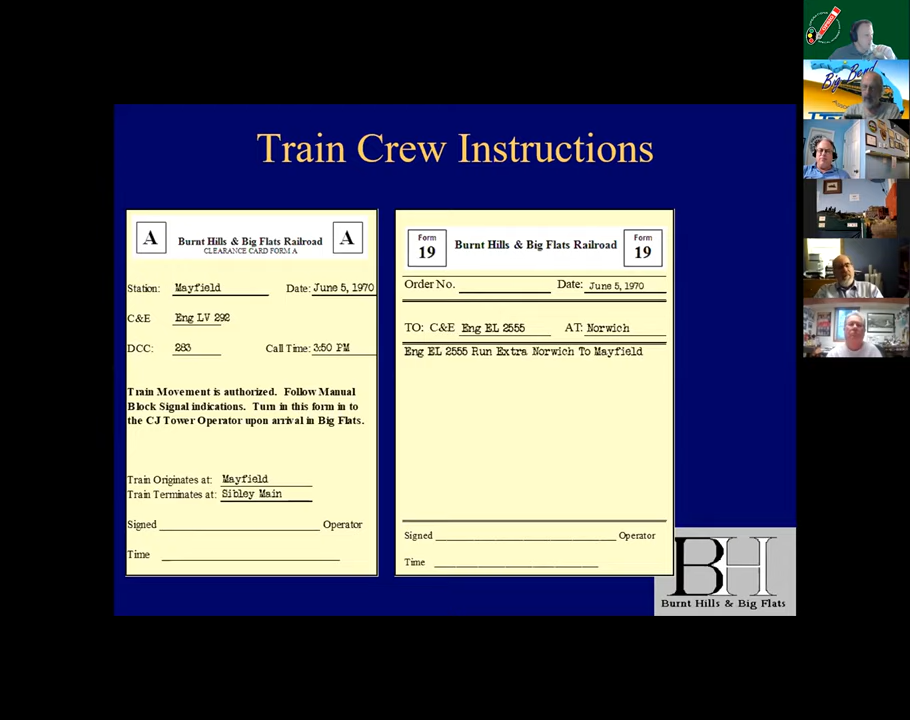 Train Crew Instructions
A
Burnt Hills & Big Flats Railroad
CLEARANCE CARD FORM A
A
Station: Mayfield Date: June 5, 1970
C&E Eng LV 292
DCC: 283 Call Time: 3:50 PM
Train Movement is authorized. Follow Manual
Block Signal indications. Turn in this form in to
the CJ Tower Operator upon arrival in Big Flats.
Train Originates at: Mayfield
Train Terminates at: Sibley Main
Signed Operator
Time
Form
19
Burnt Hills & Big Flats Railroad
Form
19
Order No. Date: June 5, 1970
TO: C&E Eng EL 2555 AT: Norwich
Eng EL 2555 Run Extra Norwich To Mayfield
Signed Operator
Time
BH
Burnt Hills & Big Flats
Big Bend